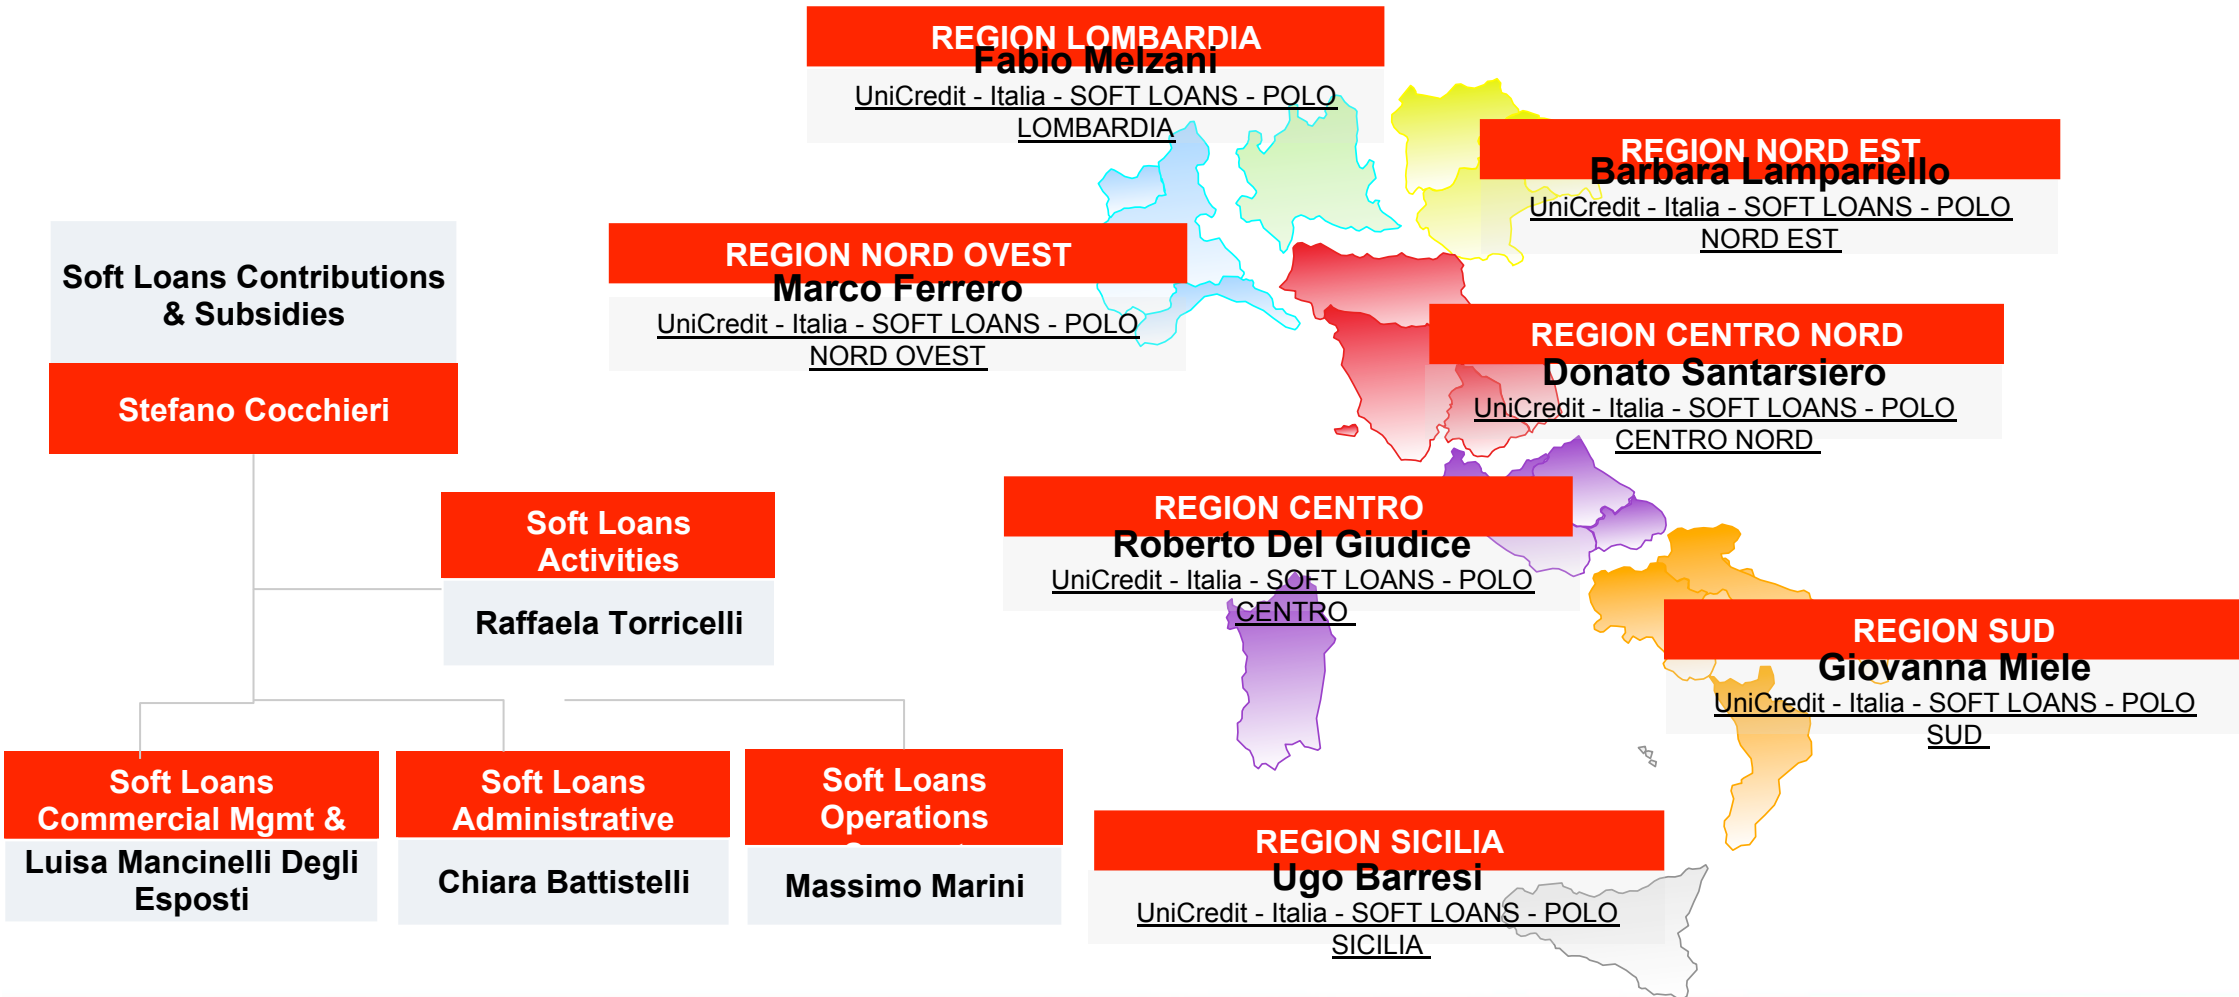 REGION LOMBARDIA
Fabio Melzani
UniCredit - Italia - SOFT LOANS - POLO
LOMBARDIA
REGION NORD EST
Barbara Lampariello
UniCredit - Italia - SOFT LOANS - POLO
NORD EST
REGION NORD OVEST
Marco Ferrero
UniCredit - Italia - SOFT LOANS - POLO
NORD OVEST
REGION CENTRO NORD
Donato Santarsiero
UniCredit - Italia - SOFT LOANS - POLO
CENTRO NORD
REGION CENTRO
Roberto Del Giudice
UniCredit - Italia - SOFT LOANS - POLO
CENTRO
REGION SUD
Giovanna Miele
UniCredit - Italia - SOFT LOANS - POLO
SUD
REGION SICILIA
Ugo Barresi
UniCredit - Italia - SOFT LOANS - POLO
SICILIA
Soft Loans Contributions
& Subsidies
Stefano Cocchieri
Soft Loans
Activities
Raffaela Torricelli
Soft Loans
Commercial Mgmt &
Luisa Mancinelli Degli
Esposti
Soft Loans
Administrative
Chiara Battistelli
Soft Loans
Operations
Massimo Marini